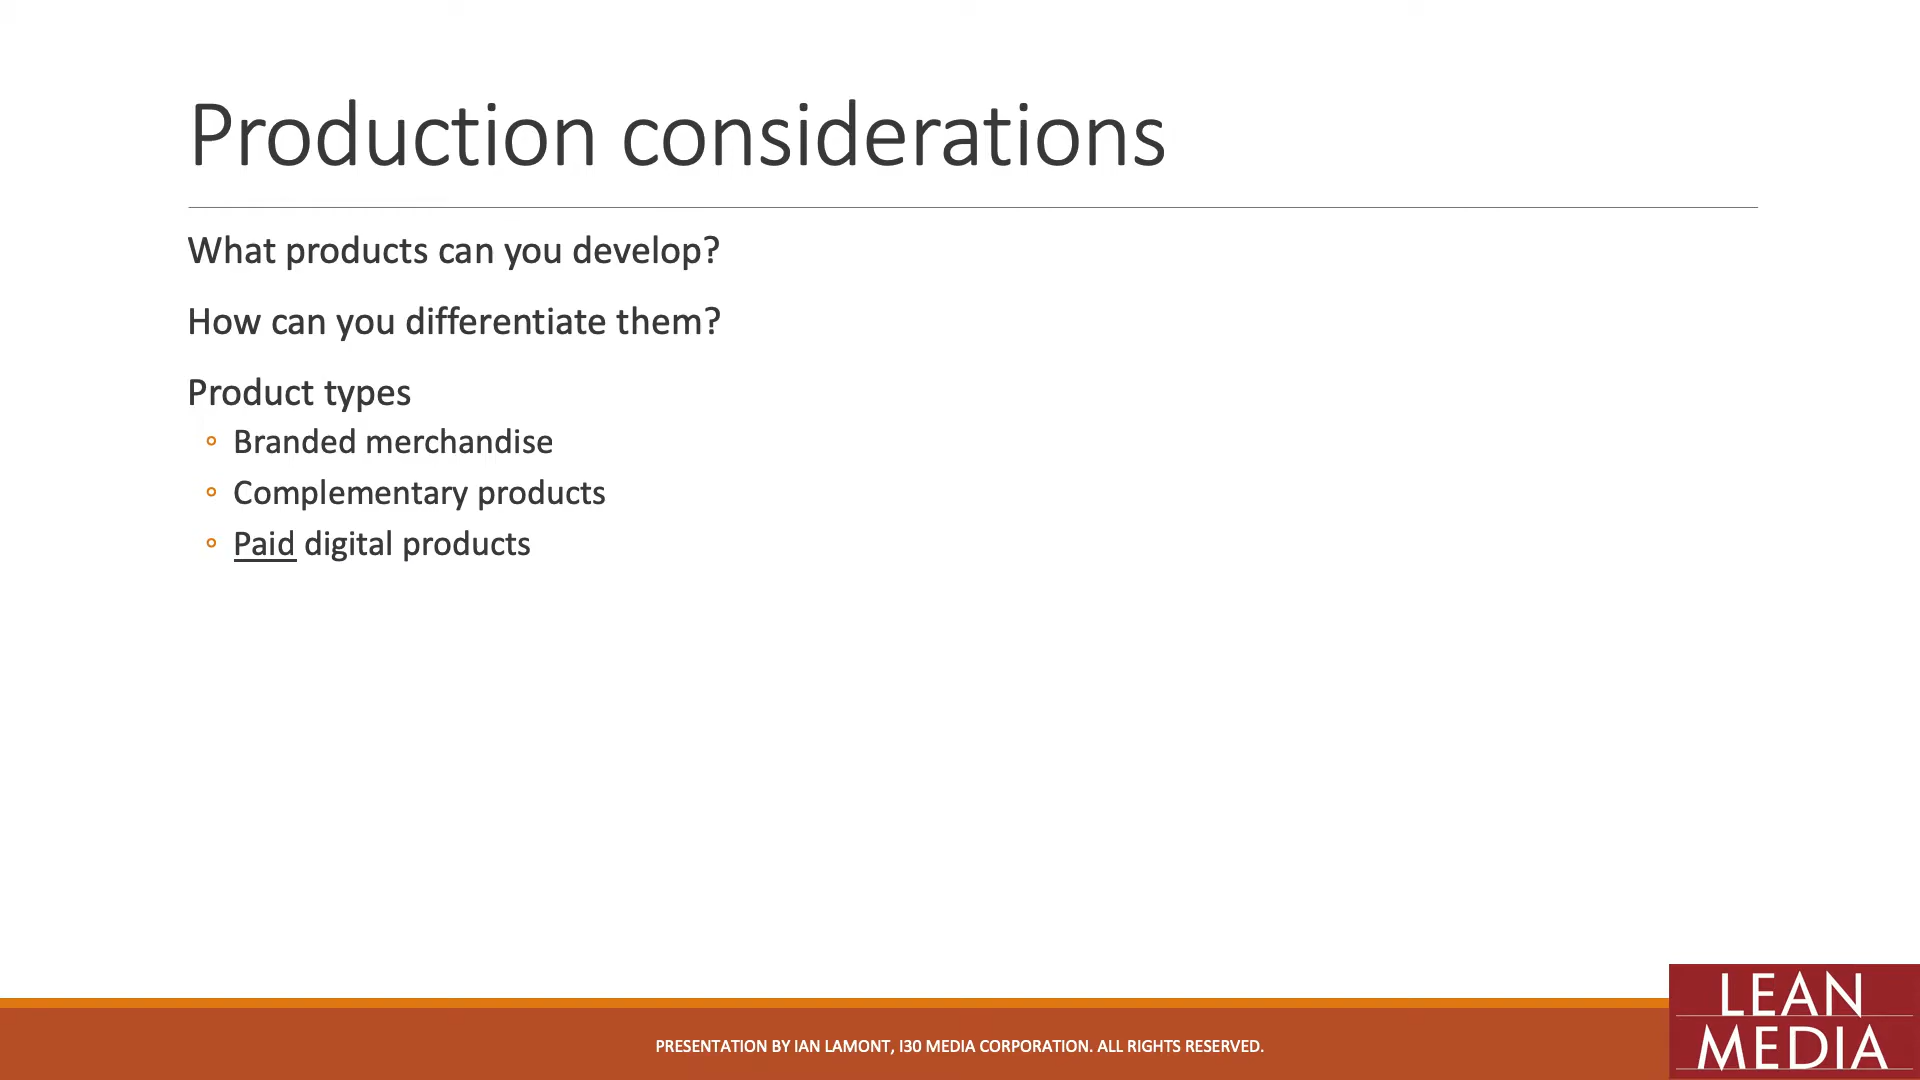 Production considerations
What products can you develop?
How can you differentiate them?
Product types
Branded merchandise
Complementary products
Paid digital products
PRESENTATION BY IAN LAMONT, I30 MEDIA CORPORATION. ALL RIGHTS RESERVED.
LEAN
MEDIA